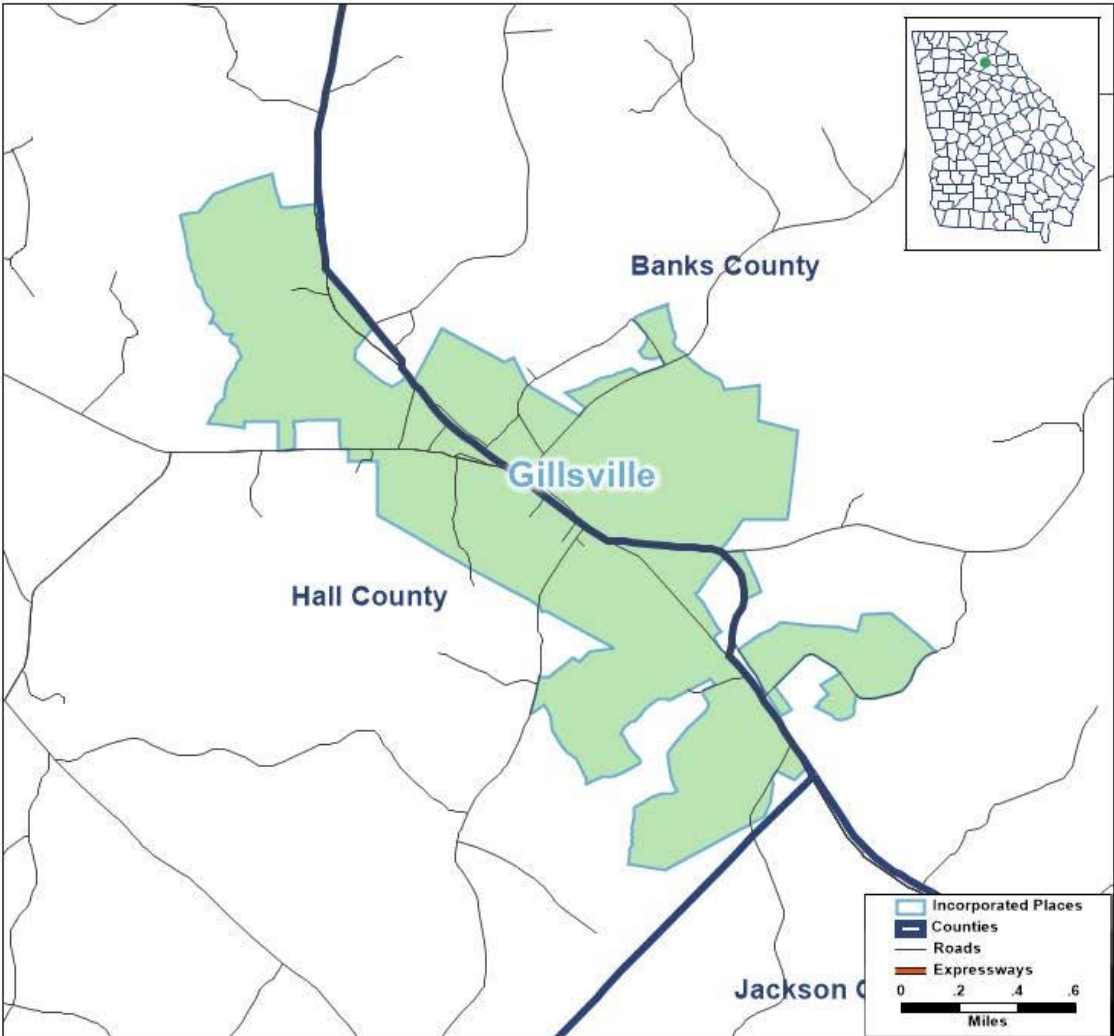 Banks County
Gillsville
Hall County
Jackson C
Incorporated Places
Counties
Roads
Expressways
0 .2 .4 .6
Miles